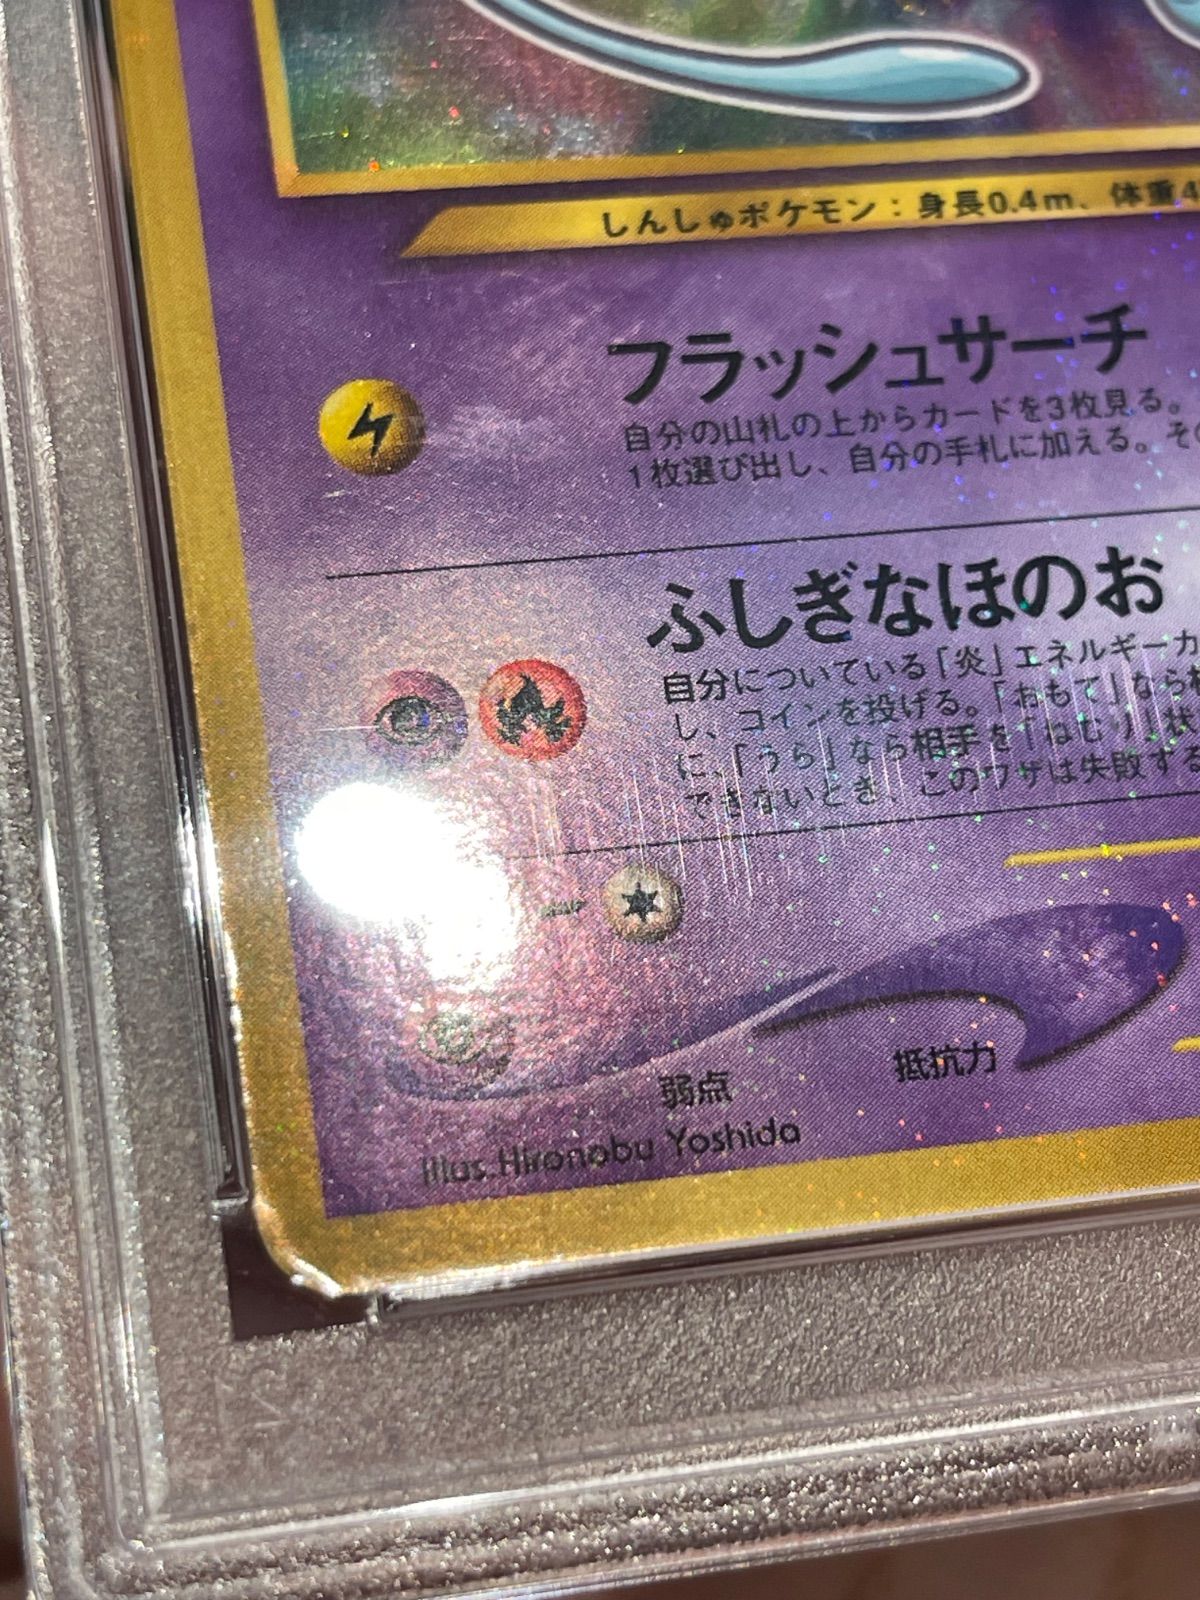 しんしゅポケモン：身長0.4m、体重4
フラッシュサーチ
自分の山札の上からカードを3枚見る。
1枚選び出し、自分の手札に加える。その
ふしぎなほのお
自分についている「炎」エネルギーカ
し、コインを投げる。「おもて」なら相
に、「うら」なら相手を「ねむり」状
できないとき、このワザは失敗する
弱点
抵抗力
Illus. Hironobu Yoshida